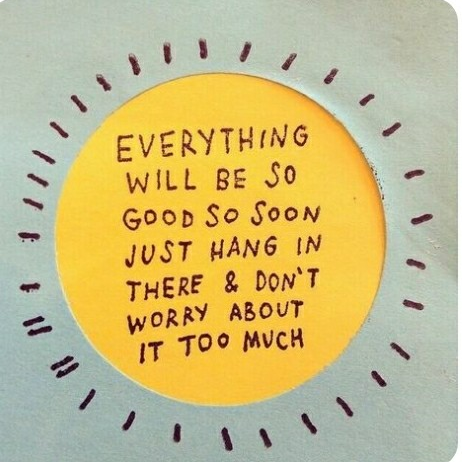 EVERYTHING
WILL BE SO
GOOD SO SOON
JUST HANG IN
THERE & DON'T
WORRY ABOUT
IT TOO MUCH